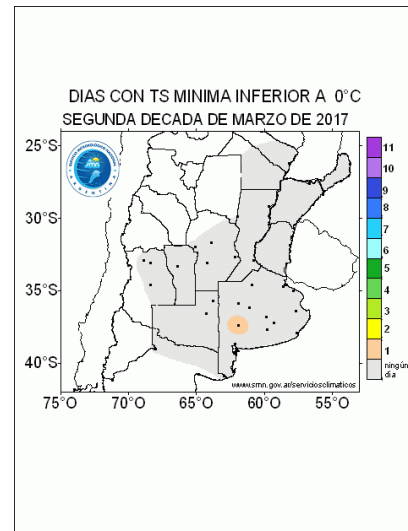 DIAS CON TS MINIMA INFERIOR A 0°C
SEGUNDA DECADA DE MARZO DE 2017
25°S
30°S
35°S
40°S
75°O 70°O 65°O 60°O 55°O
11
10
9
8
7
6
5
4
3
2
1
ningún
día
www.smn.gov.ar/serviciosclimaticos